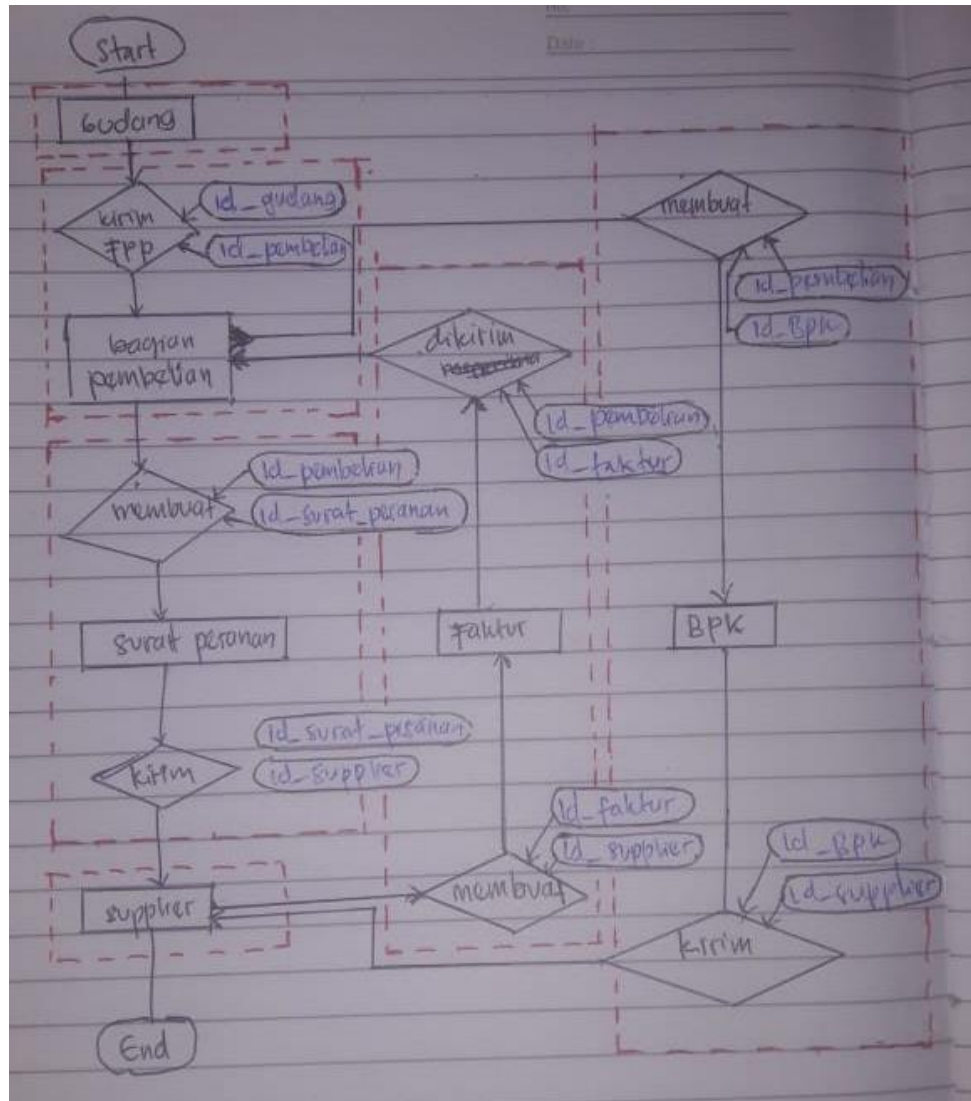 No.
Date :
Start
Gudang
kirim
FPP
id_gudang
id_pembelian
membuat
id_pembelian
id_BPK
bagian
pembelian
dikirim
id_pembelian
id_faktur
membuat
id_pembelian
id_surat_pesanan
surat pesanan
Faktur
BPK
id_surat_pesanan
id_supplier
kirim
id_faktur
id_supplier
membuat
id_BPK
id_supplier
supplier
kirim
End